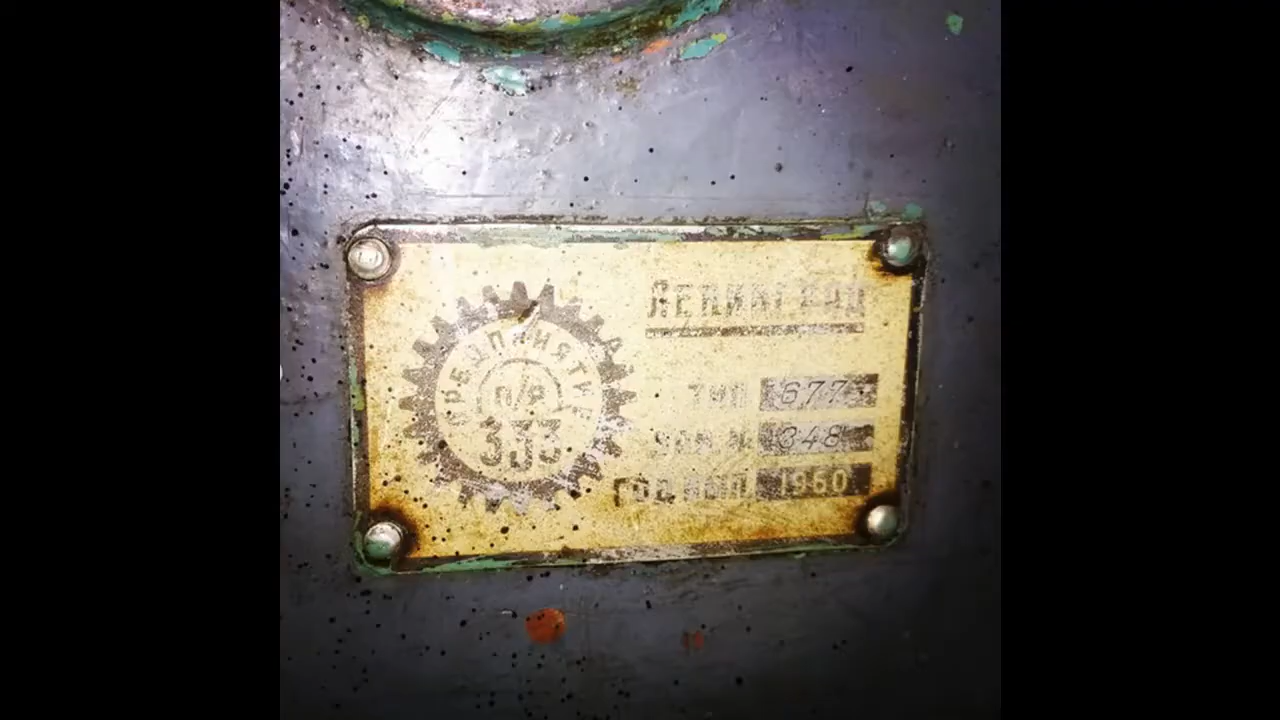 ЛЕНИНГРАД
П/Я
333
ТИП 677
ЗАВ. № 348
ГОД ВЫП. 1960